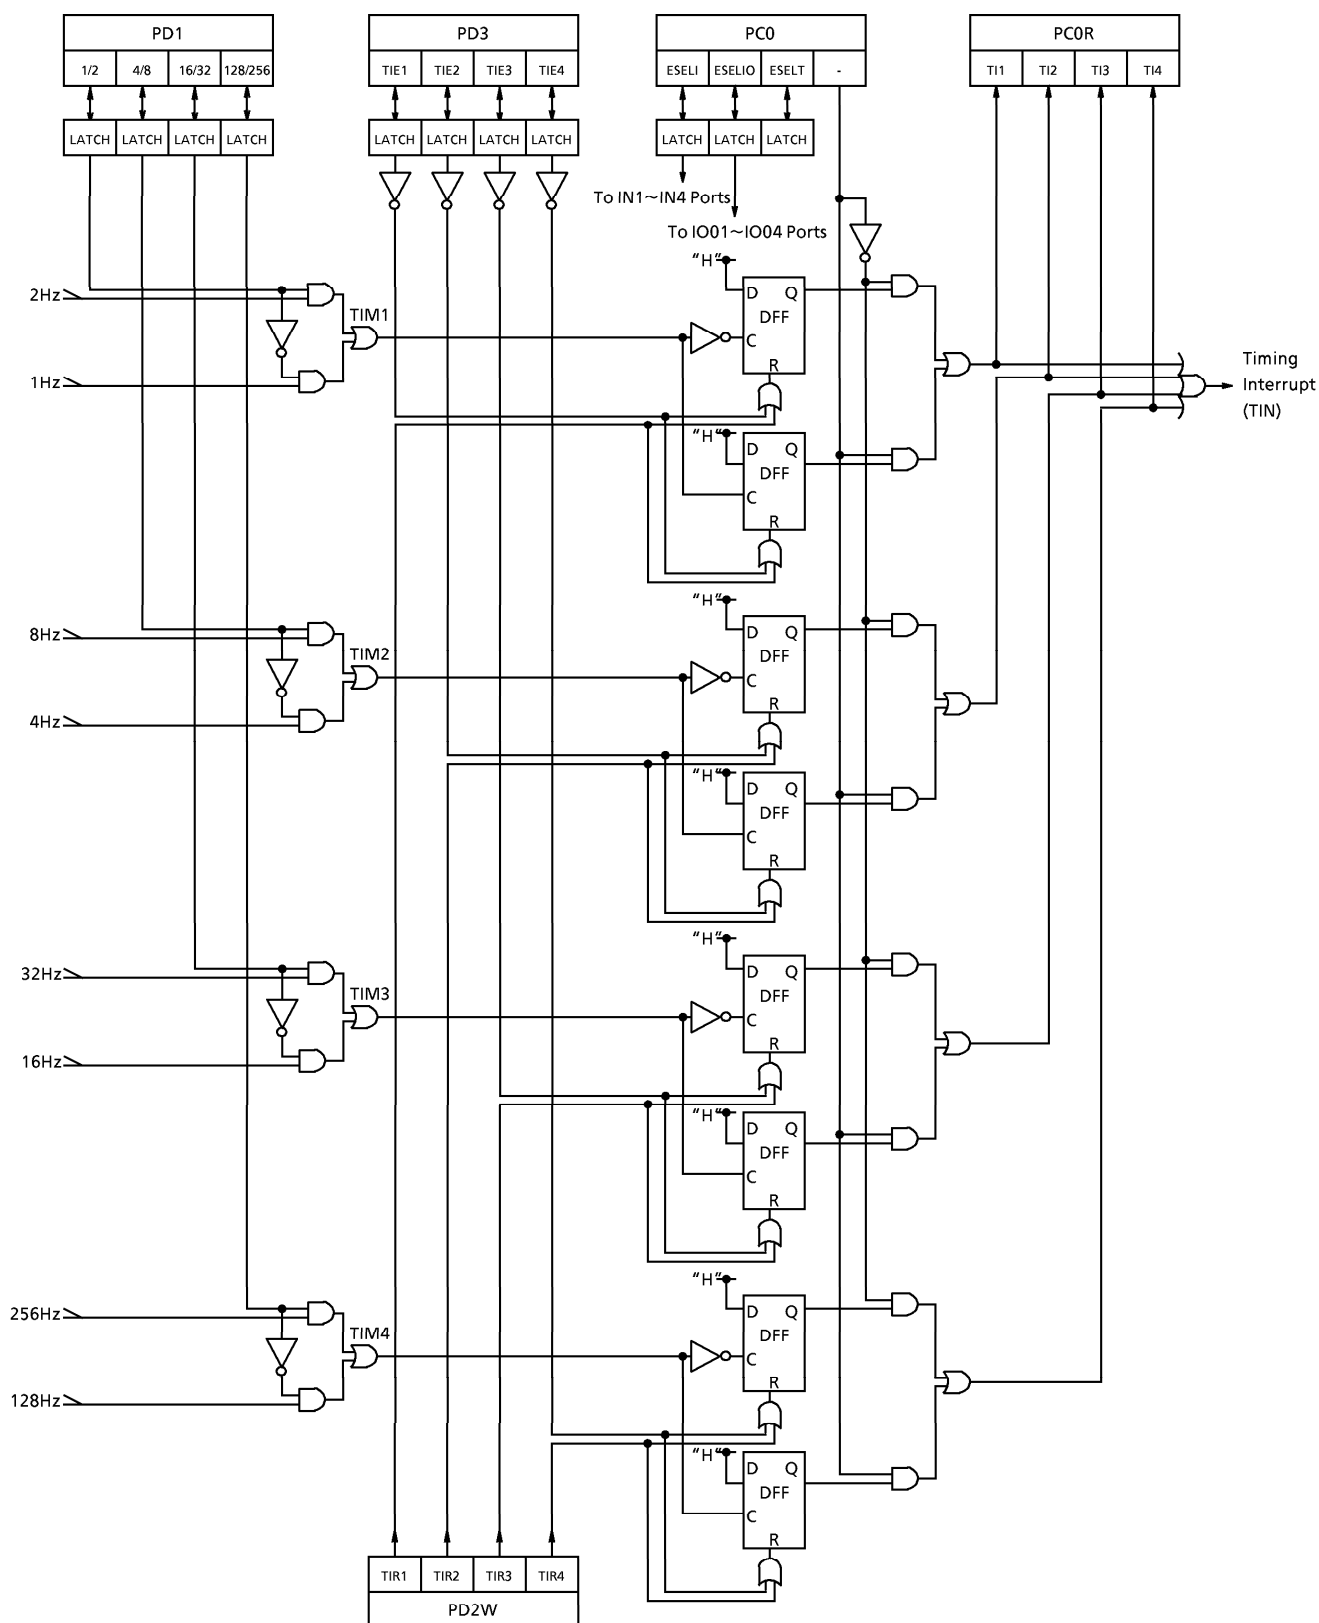 PD1 PD3 PC0 PC0R
1/2 4/8 16/32 128/256 TIE1 TIE2 TIE3 TIE4 ESELI ESELIO ESELT - TI1 TI2 TI3 TI4
LATCH LATCH LATCH LATCH LATCH LATCH LATCH LATCH LATCH LATCH LATCH
To IN1~IN4 Ports
To IO01~IO04 Ports
"H"
2Hz
D Q
DFF
TIM1
C
1Hz
R
Timing
Interrupt
(TIN)
"H"
D Q
DFF
C
R
"H"
8Hz
D Q
DFF
TIM2
C
4Hz
R
"H"
D Q
DFF
C
R
"H"
32Hz
D Q
DFF
TIM3
C
16Hz
R
"H"
D Q
DFF
C
R
"H"
256Hz
D Q
DFF
TIM4
C
128Hz
R
"H"
D Q
DFF
C
R
TIR1 TIR2 TIR3 TIR4
PD2W